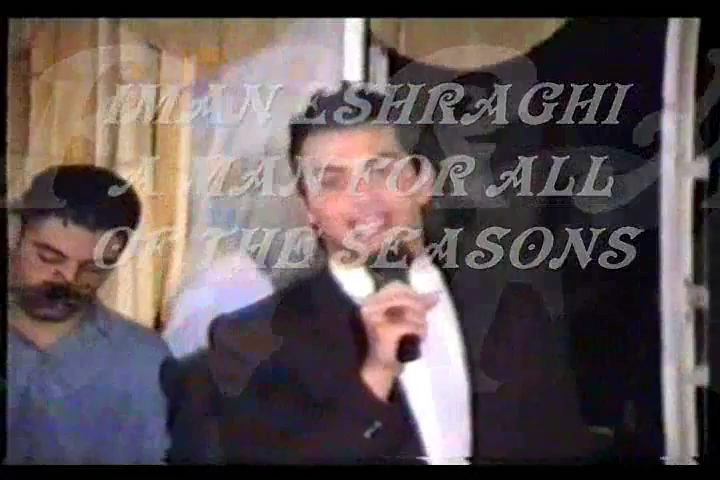 IMAN ESHRAGHI
A MAN FOR ALL
OF THE SEASONS